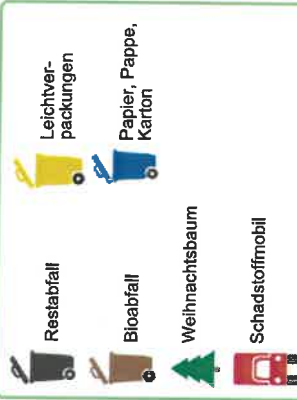 Restabfall
Leichtver-
packungen
Bioabfall
Papier, Pappe,
Karton
Weihnachtsbaum
Schadstoffmobil